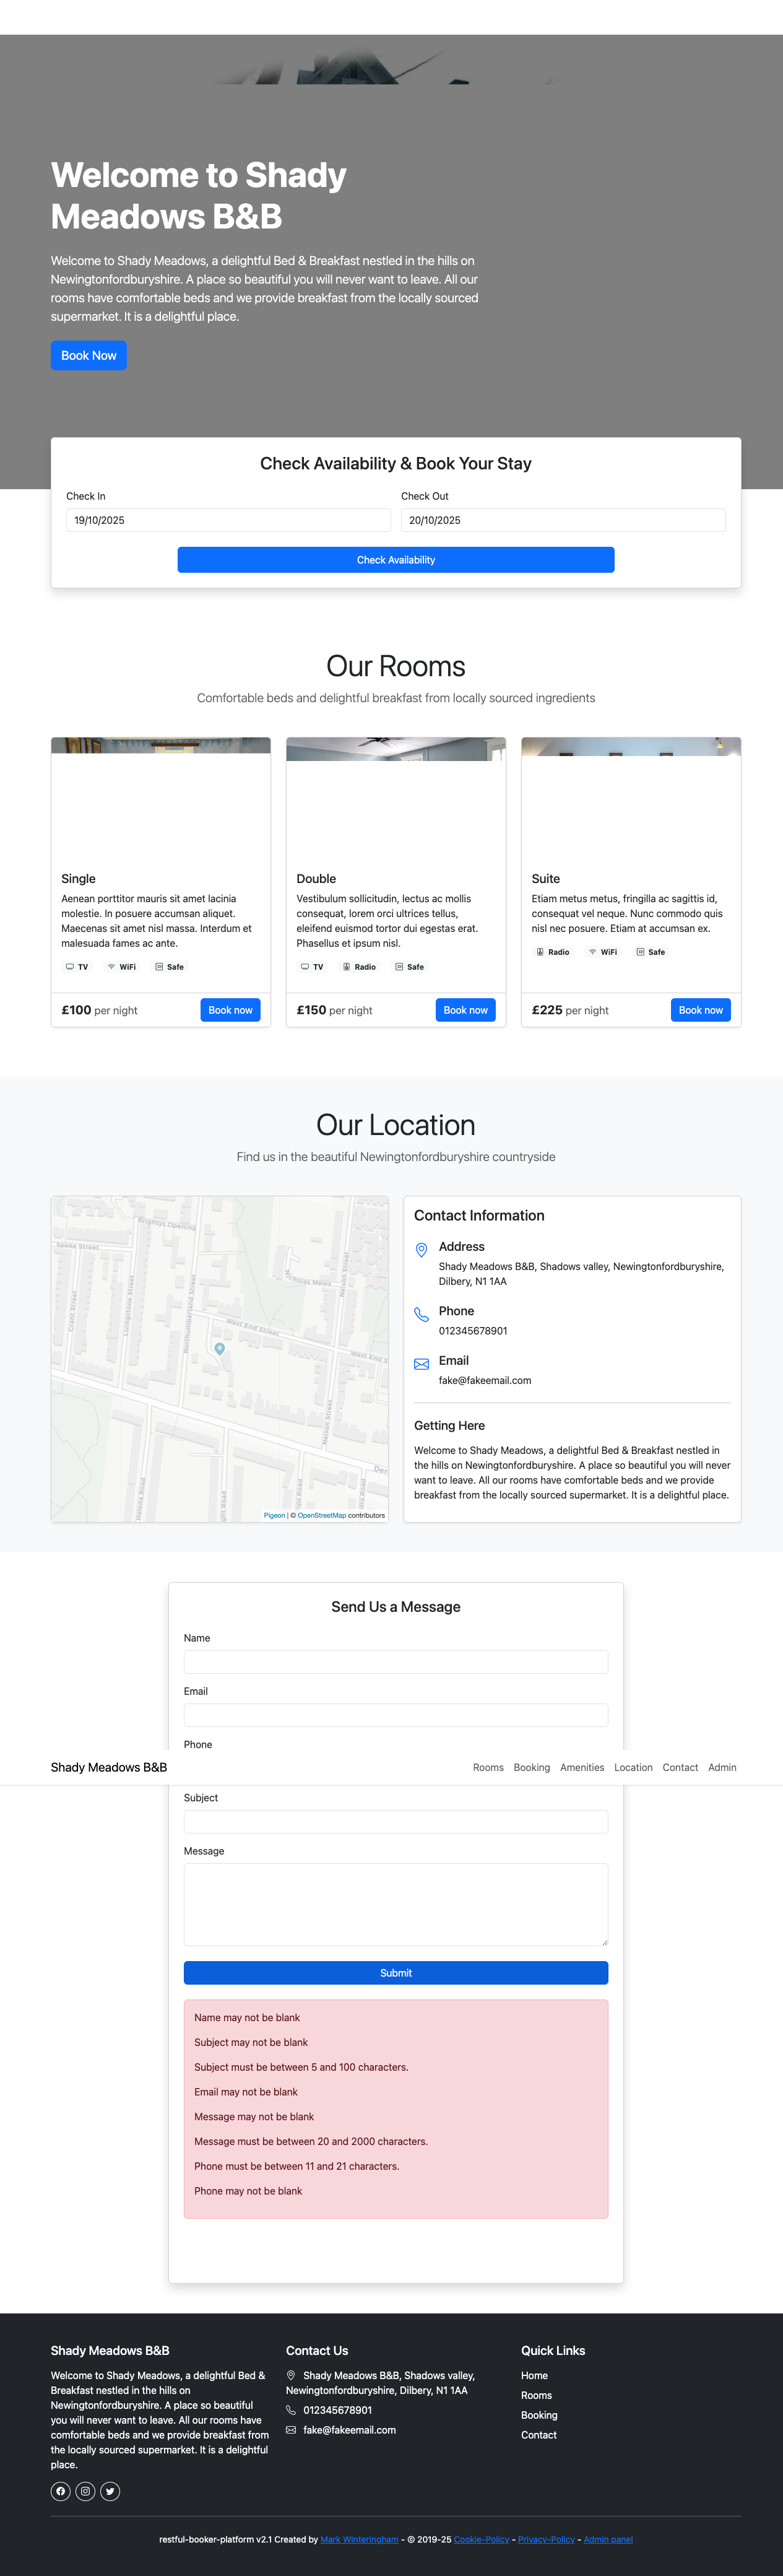 Welcome to Shady
Meadows B&B
Welcome to Shady Meadows, a delightful Bed & Breakfast nestled in the hills on
Newingtonfordburyshire. A place so beautiful you will never want to leave. All our
rooms have comfortable beds and we provide breakfast from the locally sourced
supermarket. It is a delightful place.
Book Now
Check Availability & Book Your Stay
Check In
Check Out
19/10/2025
20/10/2025
Check Availability
Our Rooms
Comfortable beds and delightful breakfast from locally sourced ingredients
Single
Aenean porttitor mauris sit amet lacinia
molestie. In posuere accumsan aliquet.
Maecenas sit amet nisl massa. Interdum et
malesuada fames ac ante.
TV WiFi Safe
£100 per night
Book now
Double
Vestibulum sollicitudin, lectus ac mollis
consequat, lorem orci ultrices tellus,
eleifend euismod tortor dui egestas erat.
Phasellus et ipsum nisl.
TV Radio Safe
£150 per night
Book now
Suite
Etiam metus metus, fringilla ac sagittis id,
consequat vel neque. Nunc commodo quis
nisl nec posuere. Etiam at accumsan ex.
Radio WiFi Safe
£225 per night
Book now
Our Location
Find us in the beautiful Newingtonfordburyshire countryside
Brightys Opening
Speke Street
Grant Street
Livingstone Street
Northumberland Street
Nicholas Mews
Nelson Street
West End Street
West End S
Nelson Street
Der
Helena Road
Pigeon | © OpenStreetMap contributors
Contact Information
Address
Shady Meadows B&B, Shadows valley, Newingtonfordburyshire,
Dilbery, N1 1AA
Phone
012345678901
Email
fake@fakeemail.com
Getting Here
Welcome to Shady Meadows, a delightful Bed & Breakfast nestled in
the hills on Newingtonfordburyshire. A place so beautiful you will never
want to leave. All our rooms have comfortable beds and we provide
breakfast from the locally sourced supermarket. It is a delightful place.
Send Us a Message
Name
Email
Phone
Shady Meadows B&B
Rooms Booking Amenities Location Contact Admin
Subject
Message
Submit
Name may not be blank
Subject may not be blank
Subject must be between 5 and 100 characters.
Email may not be blank
Message may not be blank
Message must be between 20 and 2000 characters.
Phone must be between 11 and 21 characters.
Phone may not be blank
Shady Meadows B&B
Welcome to Shady Meadows, a delightful Bed &
Breakfast nestled in the hills on
Newingtonfordburyshire. A place so beautiful
you will never want to leave. All our rooms have
comfortable beds and we provide breakfast from
the locally sourced supermarket. It is a delightful
place.
Contact Us
Shady Meadows B&B, Shadows valley,
Newingtonfordburyshire, Dilbery, N1 1AA
012345678901
fake@fakeemail.com
Quick Links
Home
Rooms
Booking
Contact
restful-booker-platform v2.1 Created by Mark Winteringham - © 2019-25 Cookie-Policy - Privacy-Policy - Admin panel